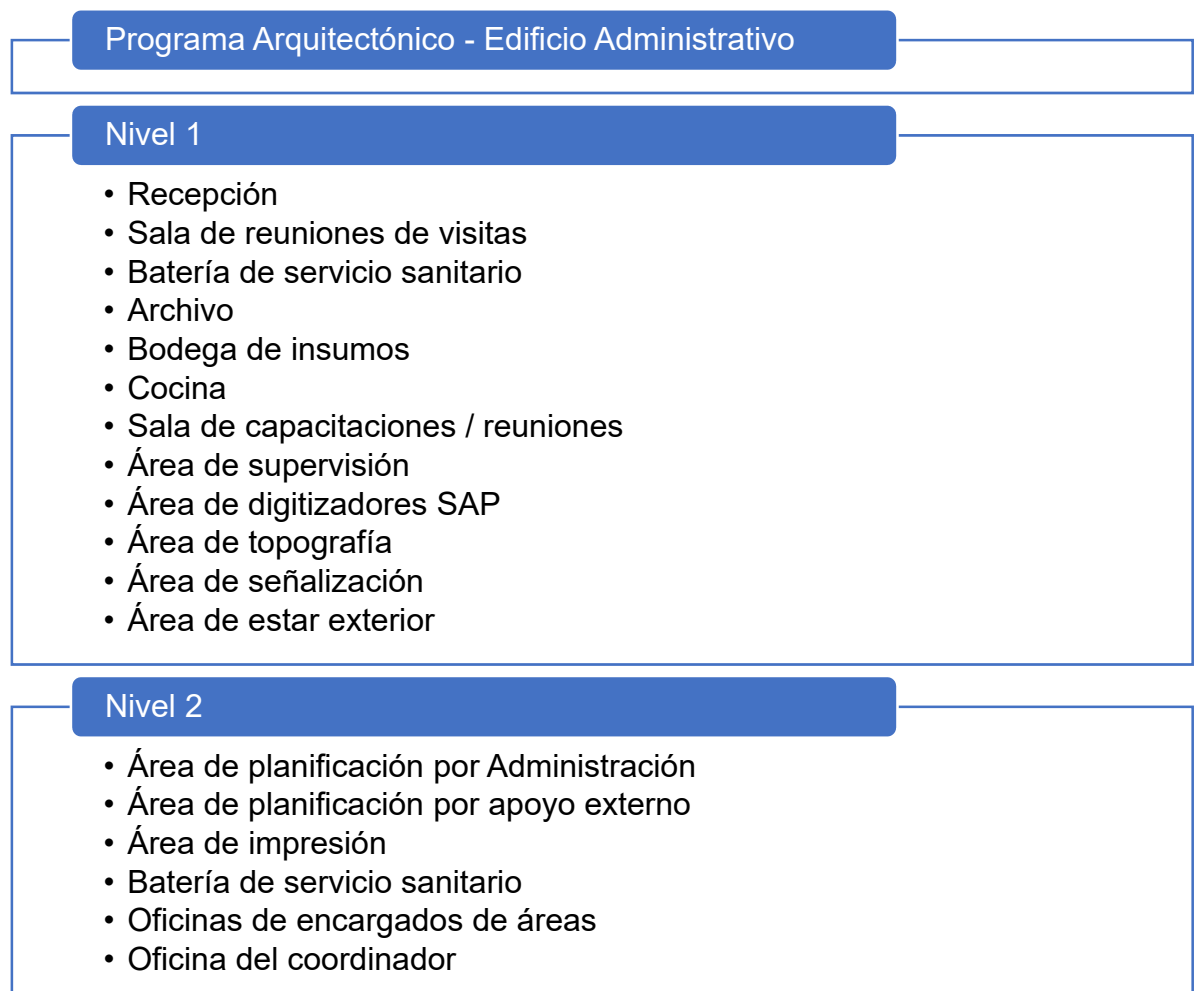 Programa Arquitectónico - Edificio Administrativo
Nivel 1
• Recepción
• Sala de reuniones de visitas
• Batería de servicio sanitario
• Archivo
• Bodega de insumos
• Cocina
• Sala de capacitaciones / reuniones
• Área de supervisión
• Área de digitizadores SAP
• Área de topografía
• Área de señalización
• Área de estar exterior
Nivel 2
• Área de planificación por Administración
• Área de planificación por apoyo externo
• Área de impresión
• Batería de servicio sanitario
• Oficinas de encargados de áreas
• Oficina del coordinador